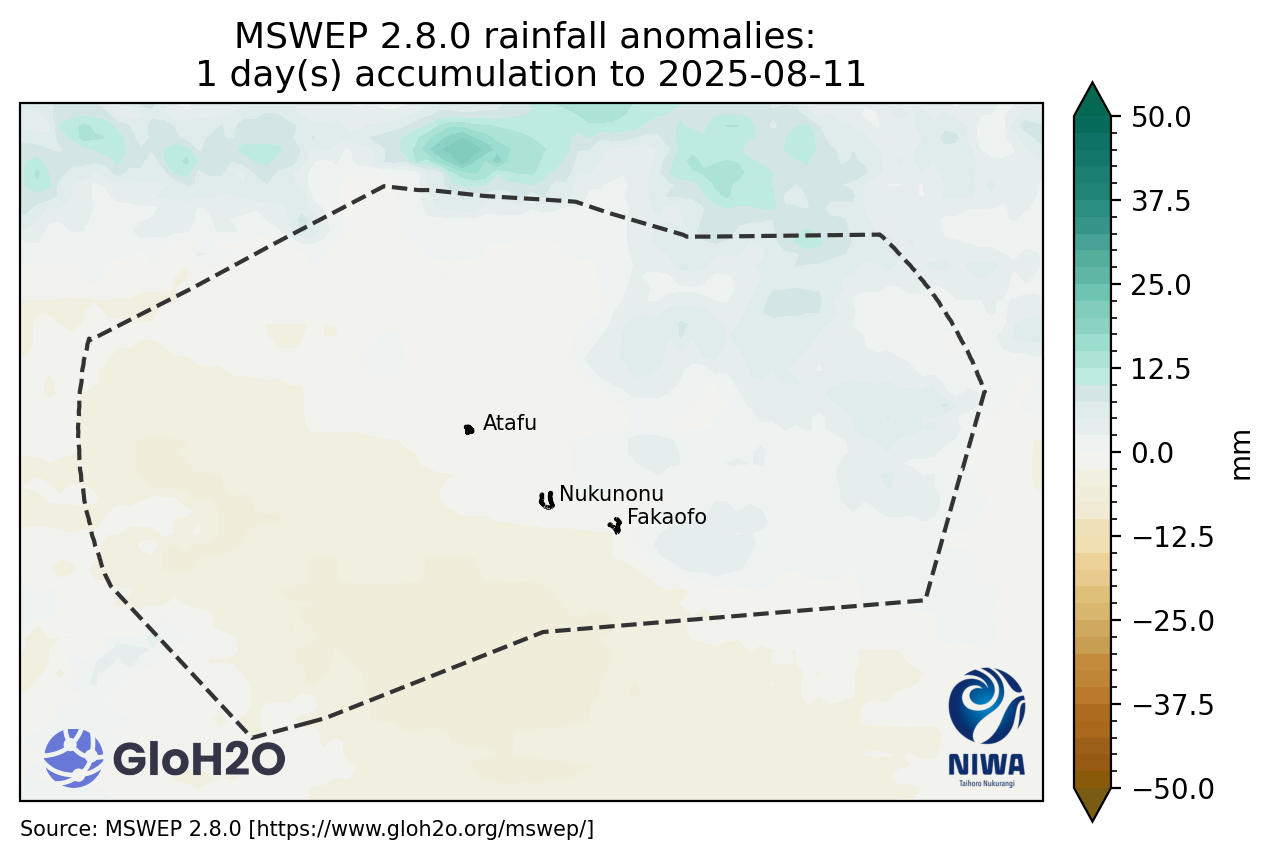 MSWEP 2.8.0 rainfall anomalies:
1 day(s) accumulation to 2025-08-11
50.0
37.5
25.0
12.5
0.0
−12.5
−25.0
−37.5
−50.0
mm
Atafu
Nukunonu
Fakaofo
GloH2O
NIWA
Taihoro Nukurangi
Source: MSWEP 2.8.0 [https://www.gloh2o.org/mswep/]